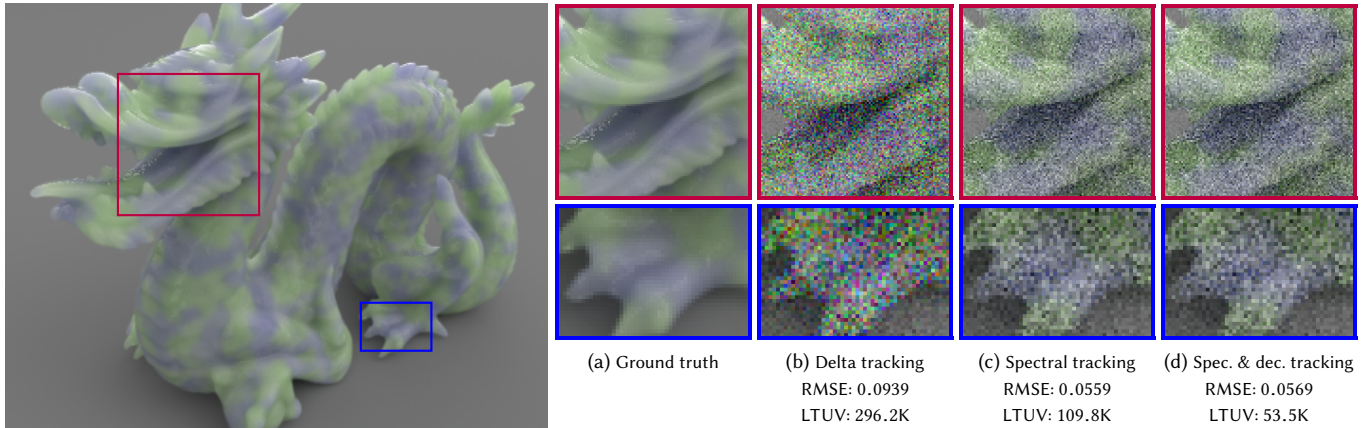 (a) Ground truth
(b) Delta tracking
RMSE: 0.0939
LTUV: 296.2K
(c) Spectral tracking
RMSE: 0.0559
LTUV: 109.8K
(d) Spec. & dec. tracking
RMSE: 0.0569
LTUV: 53.5K